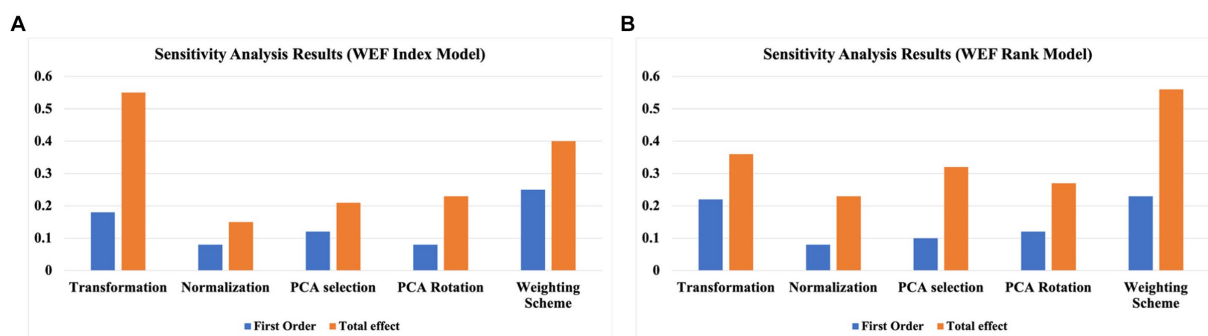 A
Sensitivity Analysis Results (WEF Index Model)
0.6
0.5
0.4
0.3
0.2
0.1
0
Transformation Normalization PCA selection PCA Rotation Weighting
Scheme
First Order Total effect
B
Sensitivity Analysis Results (WEF Rank Model)
0.6
0.5
0.4
0.3
0.2
0.1
0
Transformation Normalization PCA selection PCA Rotation Weighting
Scheme
First Order Total effect